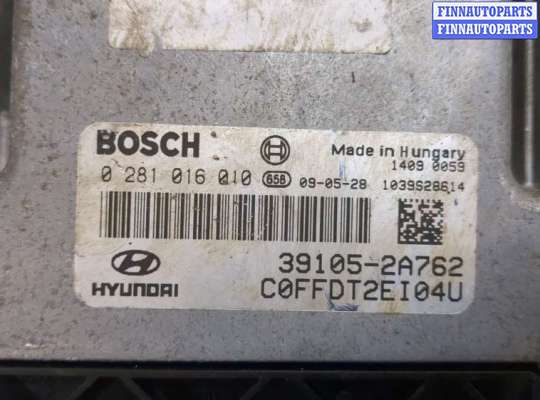 FINNAUTOPARTS
FINNAUTOPARTS
BOSCH
Made in Hungary
1409 0059
0 281 016 010 65B 09-05-28 1039S28614
39105-2A762
HYUNDAI
C0FFDT2EI04U